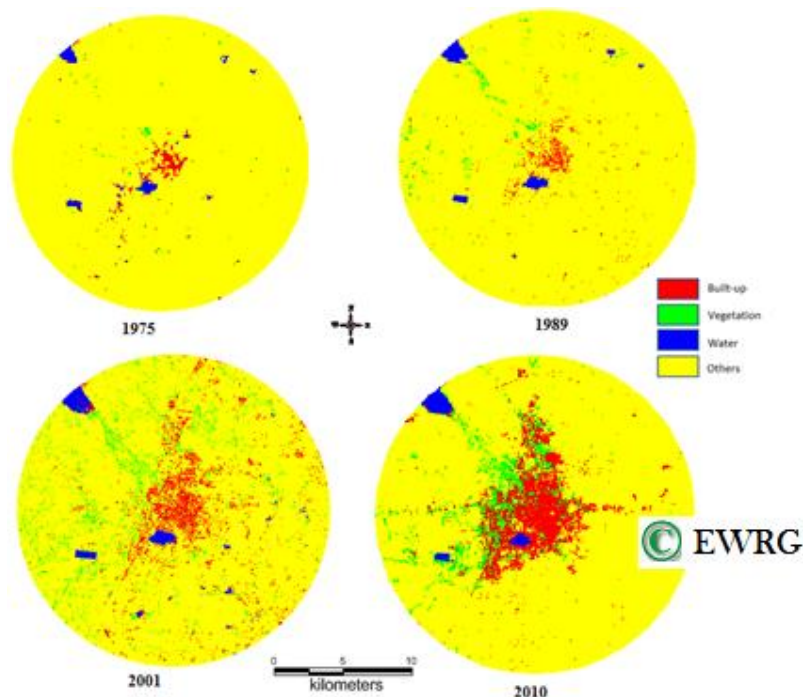 1975
1989
Built-up
Vegetation
Water
Others
© EWRG
2001
0 5 10
kilometers
2010